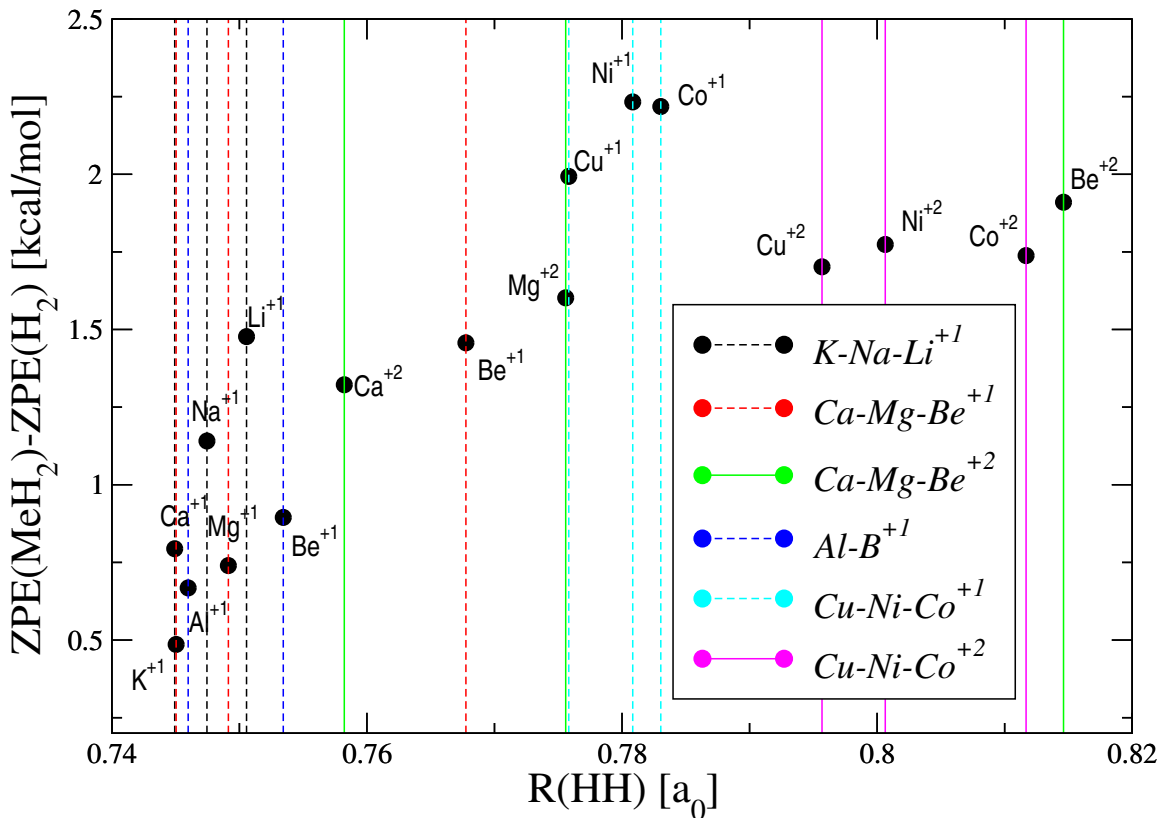 ZPE(MeH₂)-ZPE(H₂) [kcal/mol]
2.5
2
1.5
1
0.5
Ni⁺¹
Co⁺¹
Cu⁺¹
Be⁺²
Ni⁺²
Co⁺²
Cu⁺²
Mg⁺²
Li⁺¹
Be⁺¹
Ca⁺²
Na⁺¹
Ca⁺¹
Mg⁺¹
Be⁺¹
Al⁺¹
K⁺¹
K-Na-Li⁺¹
Ca-Mg-Be⁺¹
Ca-Mg-Be⁺²
Al-B⁺¹
Cu-Ni-Co⁺¹
Cu-Ni-Co⁺²
0.74
0.76
0.78
0.8
0.82
R(HH) [a₀]